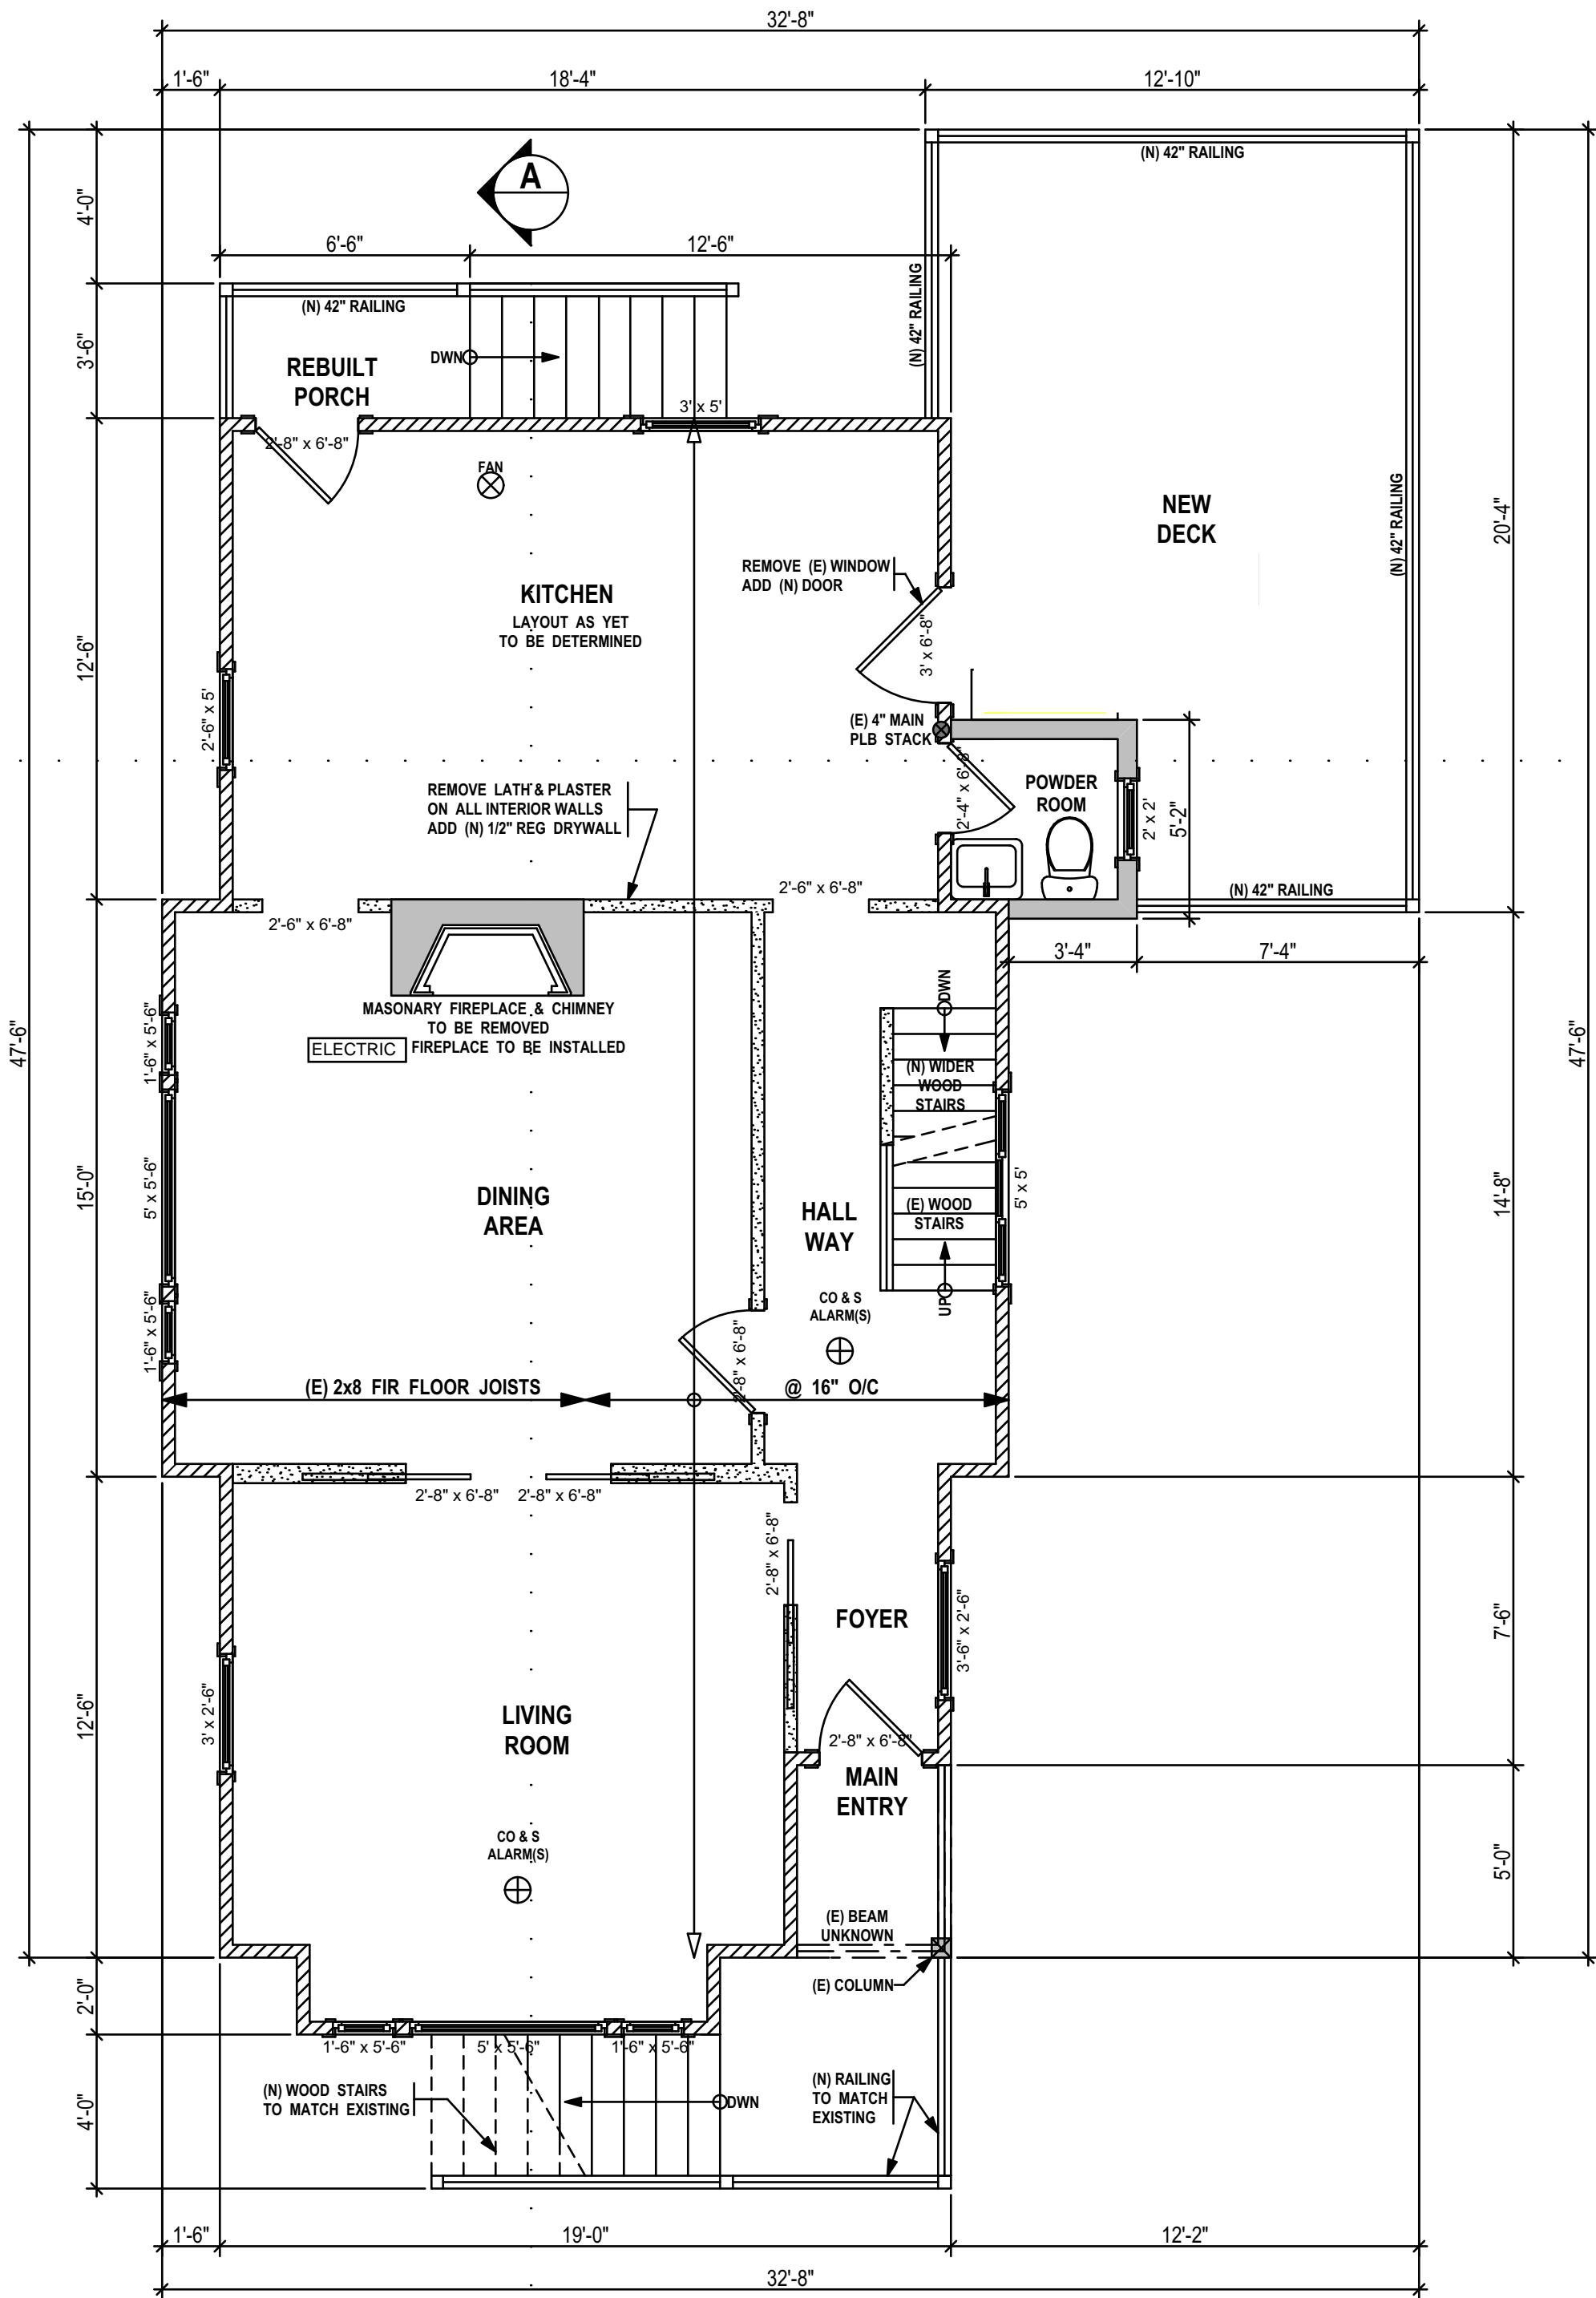 32'-8"
1'-6"
18'-4"
12'-10"
(N) 42" RAILING
A
4'-0"
6'-6"
12'-6"
(N) 42" RAILING
(N) 42" RAILING
3'-6"
REBUILT
PORCH
DWN
3' x 5'
2'-8" x 6'-8"
FAN
NEW
DECK
(N) 42" RAILING
20'-4"
REMOVE (E) WINDOW
ADD (N) DOOR
KITCHEN
LAYOUT AS YET
TO BE DETERMINED
3' x 6'-8"
12'-6"
2'-6" x 5'
(E) 4" MAIN
PLB STACK
2'-4" x 6'-8"
POWDER
ROOM
2' x 2'
5'-2"
REMOVE LATH & PLASTER
ON ALL INTERIOR WALLS
ADD (N) 1/2" REG DRYWALL
2'-6" x 6'-8"
(N) 42" RAILING
2'-6" x 6'-8"
3'-4"
7'-4"
DWN
MASONARY FIREPLACE & CHIMNEY
TO BE REMOVED
ELECTRIC FIREPLACE TO BE INSTALLED
47'-6"
47'-6"
1'-6" x 5'-6"
(N) WIDER
WOOD
STAIRS
5' x 5'-6"
15'-0"
DINING
AREA
HALL
WAY
(E) WOOD
STAIRS
5' x 5'
14'-8"
UP
CO & S
ALARM(S)
1'-6" x 5'-6"
2'-8" x 6'-8"
(E) 2x8 FIR FLOOR JOISTS
@ 16" O/C
2'-8" x 6'-8"
2'-8" x 6'-8"
2'-8" x 6'-8"
FOYER
3'-6" x 2'-6"
7'-6"
12'-6"
3' x 2'-6"
LIVING
ROOM
2'-8" x 6'-8"
MAIN
ENTRY
CO & S
ALARM(S)
5'-0"
(E) BEAM
UNKNOWN
(E) COLUMN
2'-0"
1'-6" x 5'-6"
5' x 5'-6"
1'-6" x 5'-6"
(N) WOOD STAIRS
TO MATCH EXISTING
DWN
(N) RAILING
TO MATCH
EXISTING
4'-0"
1'-6"
19'-0"
12'-2"
32'-8"